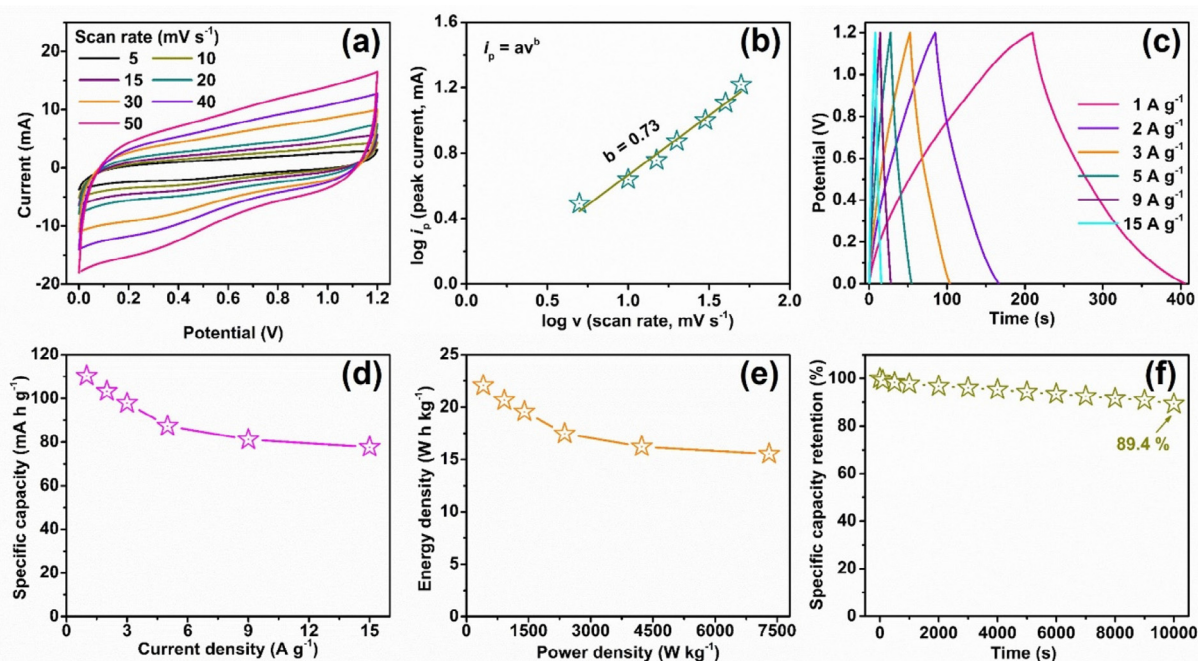 (a)
Scan rate (mV s⁻¹)
5 10
15 20
30 40
50
Current (mA)
20
10
0
-10
-20
0.0 0.2 0.4 0.6 0.8 1.0 1.2
Potential (V)
(b)
iₚ = avᵇ
b = 0.73
log iₚ (peak current, mA)
1.6
1.2
0.8
0.4
0.0
0.0 0.5 1.0 1.5 2.0
log v (scan rate, mV s⁻¹)
(c)
1 A g⁻¹
2 A g⁻¹
3 A g⁻¹
5 A g⁻¹
9 A g⁻¹
15 A g⁻¹
Potential (V)
1.2
1.0
0.8
0.6
0.4
0.2
0.0
0 100 200 300 400
Time (s)
(d)
Specific capacity (mA h g⁻¹)
120
100
80
60
40
20
0
0 3 6 9 12 15
Current density (A g⁻¹)
(e)
Energy density (W h kg⁻¹)
25
20
15
10
5
0
0 1500 3000 4500 6000 7500
Power density (W kg⁻¹)
(f)
89.4 %
Specific capacity retention (%)
100
80
60
40
20
0
0 2000 4000 6000 8000 10000
Time (s)